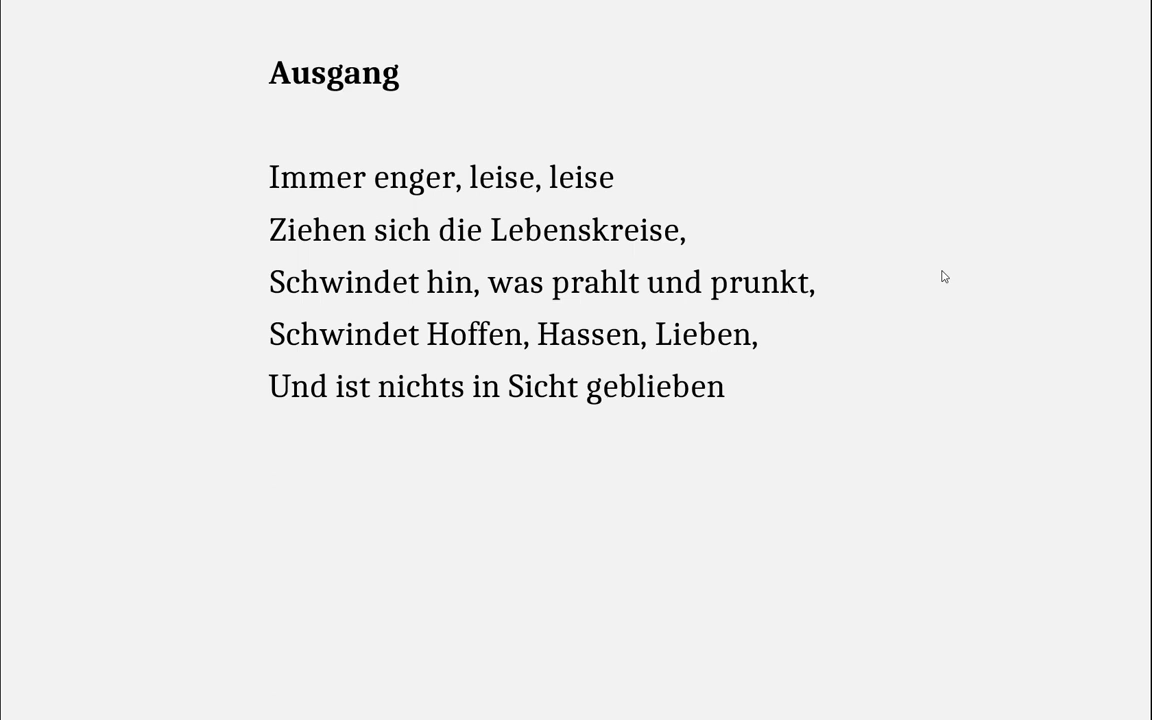 Ausgang
Immer enger, leise, leise
Ziehen sich die Lebenskreise,
Schwindet hin, was prahlt und prunkt,
Schwindet Hoffen, Hassen, Lieben,
Und ist nichts in Sicht geblieben